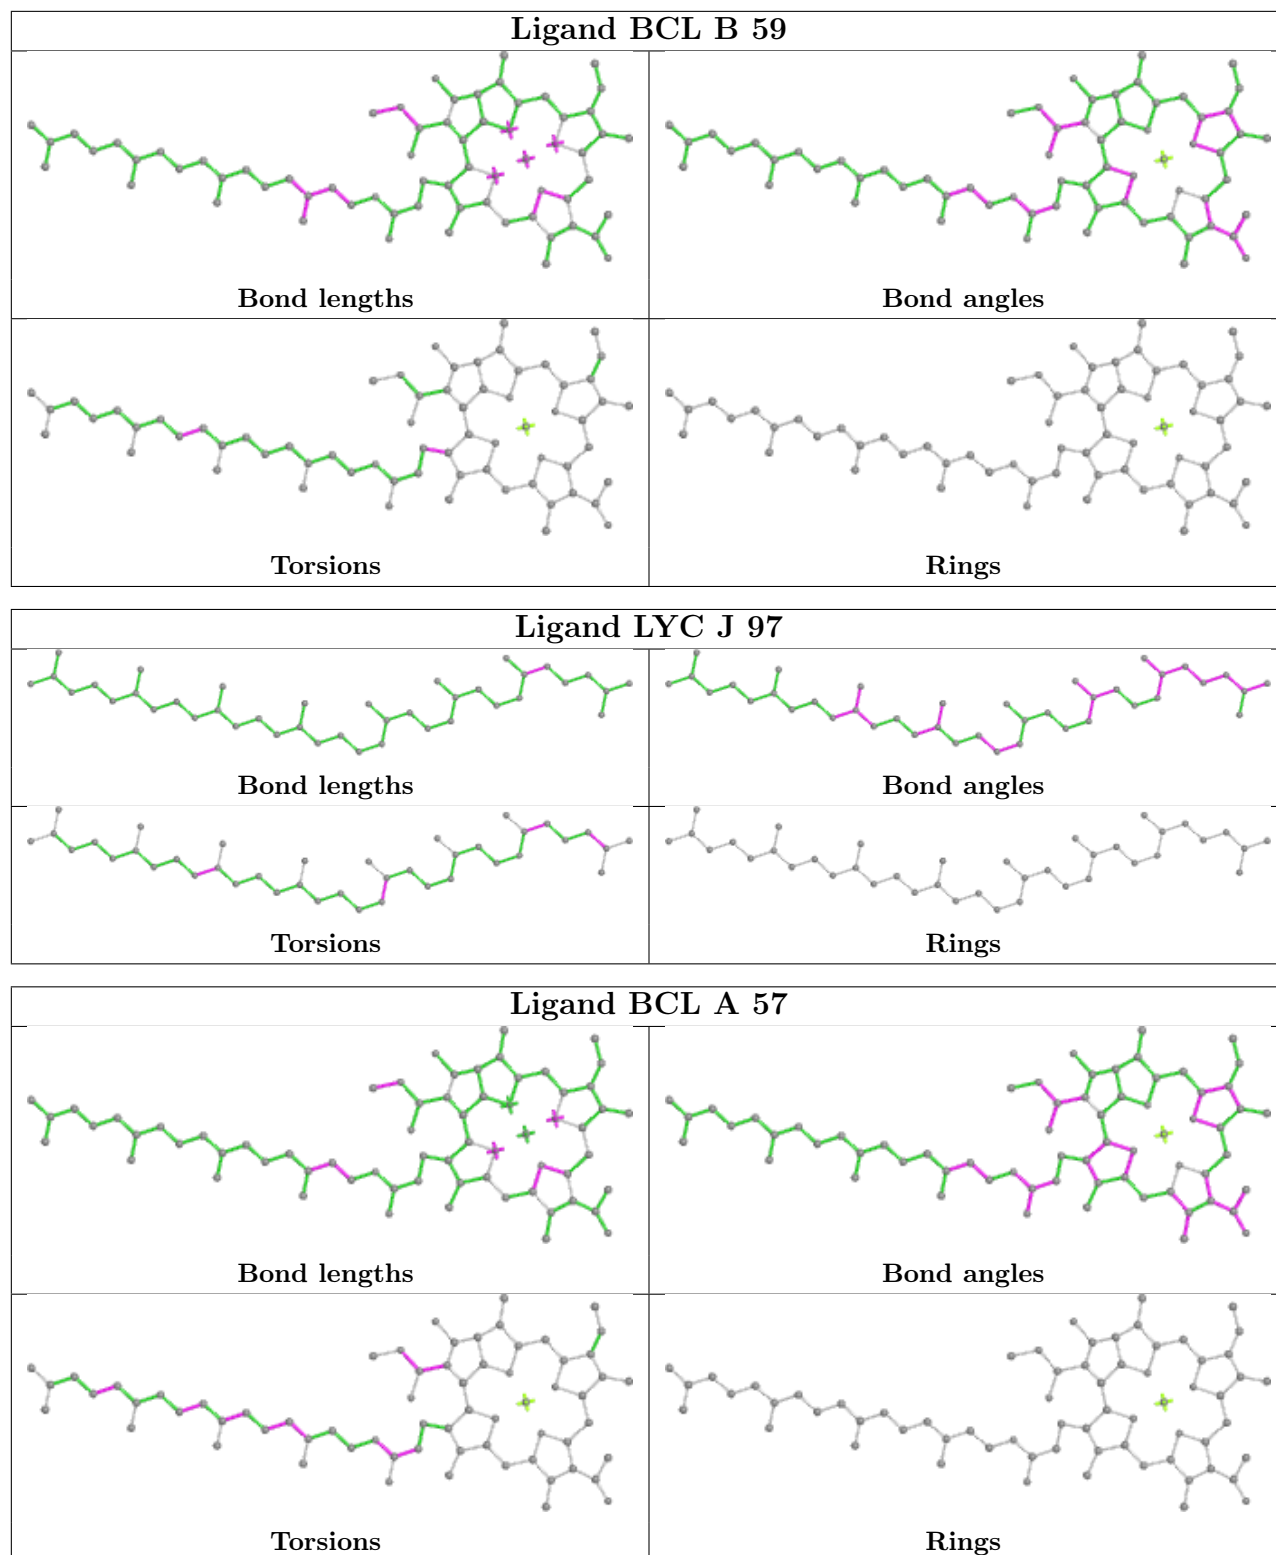 Ligand BCL B 59
Bond lengths
Bond angles
Torsions
Rings
Ligand LYC J 97
Bond lengths
Bond angles
Torsions
Rings
Ligand BCL A 57
Bond lengths
Bond angles
Torsions
Rings